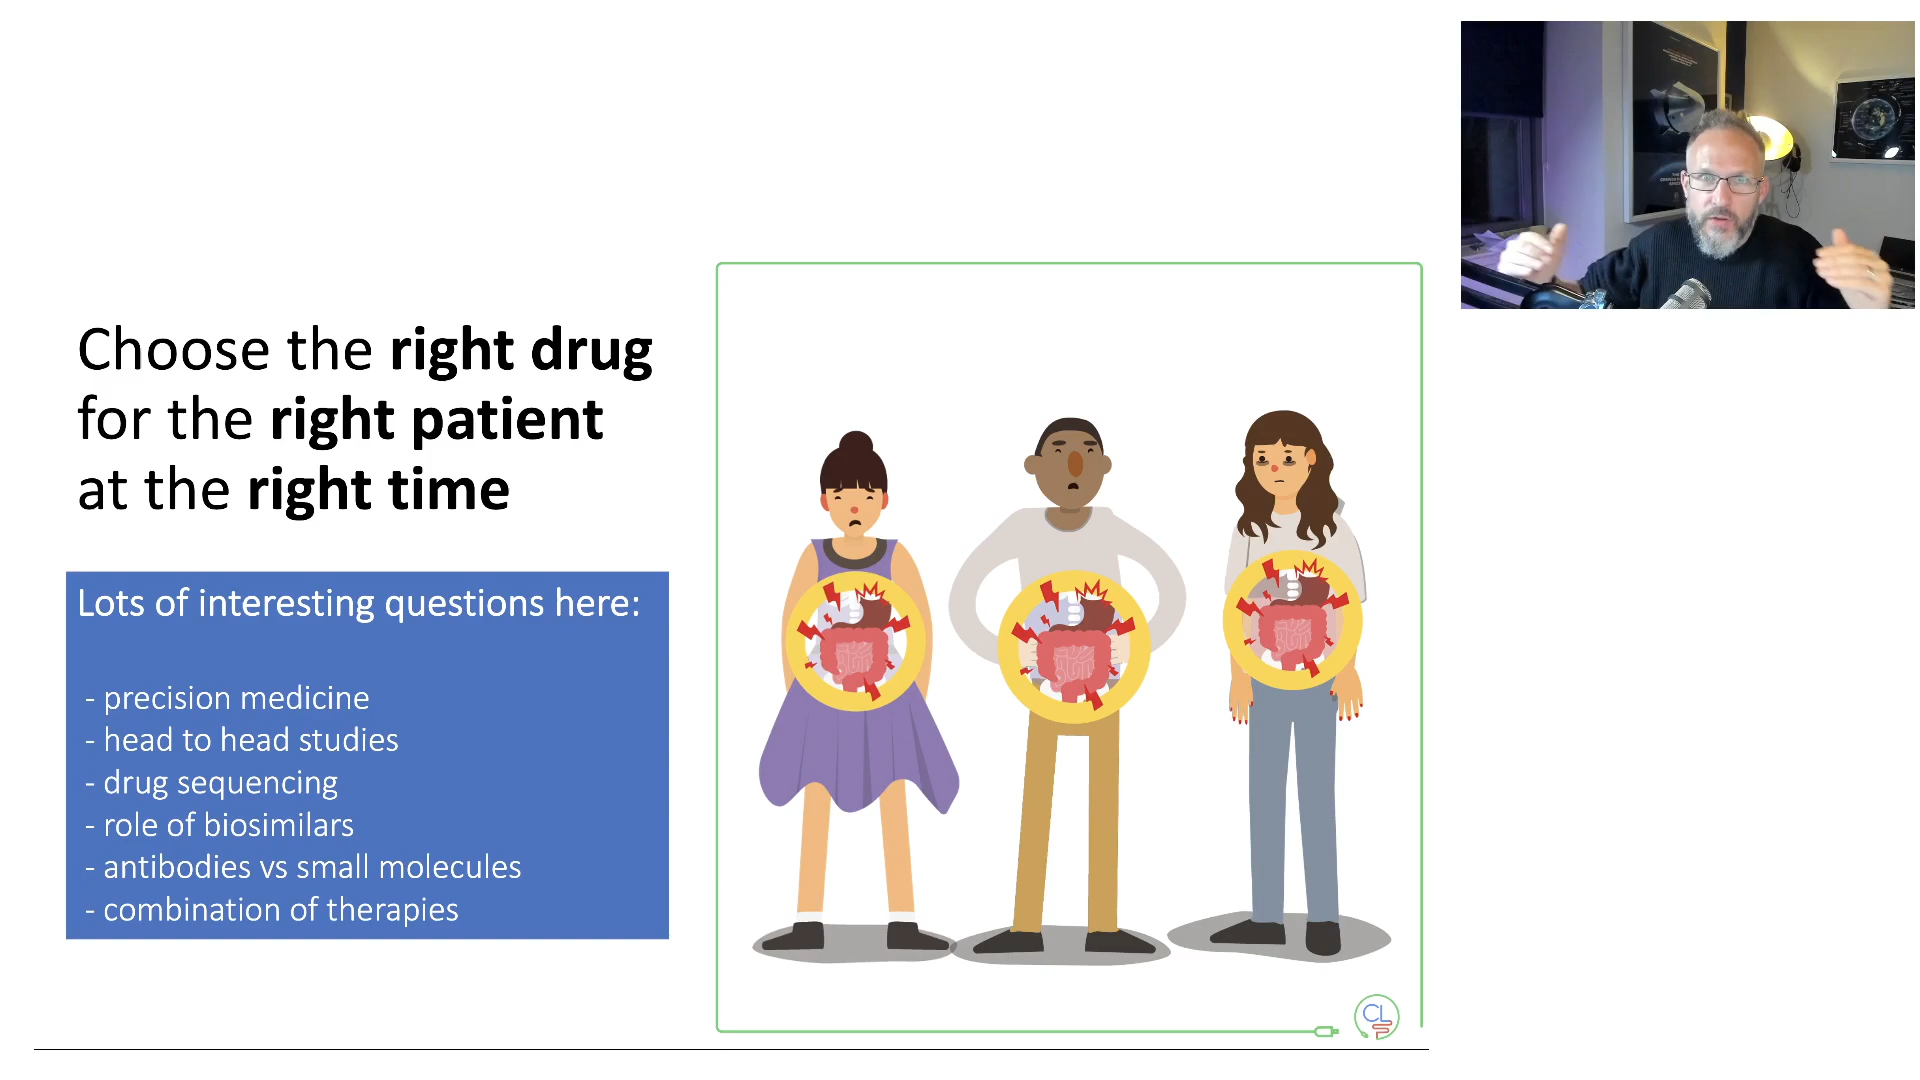 Choose the right drug
for the right patient
at the right time
Lots of interesting questions here:
- precision medicine
- head to head studies
- drug sequencing
- role of biosimilars
- antibodies vs small molecules
- combination of therapies
CL